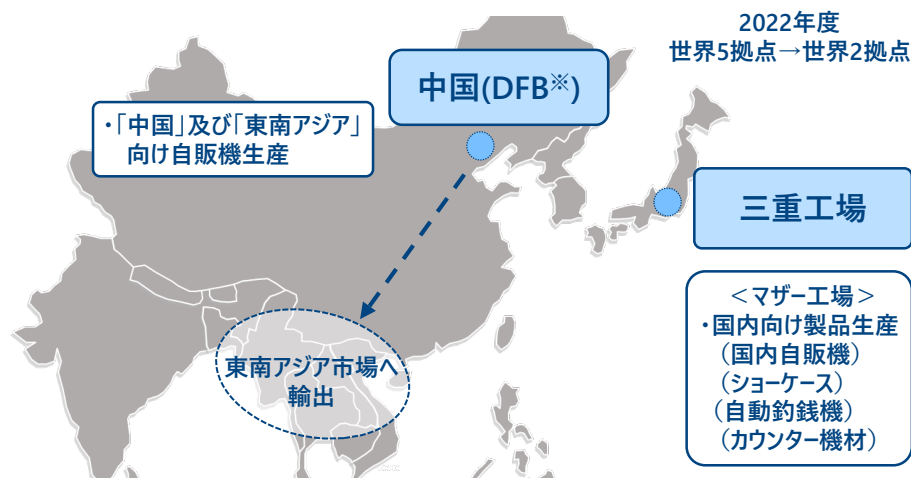 2022年度
世界5拠点→世界2拠点
中国(DFB※)
・「中国」及び「東南アジア」
向け自販機生産
三重工場
＜マザー工場＞
・国内向け製品生産
（国内自販機）
（ショーケース）
（自動釣銭機）
（カウンター機材）
東南アジア市場へ
輸出